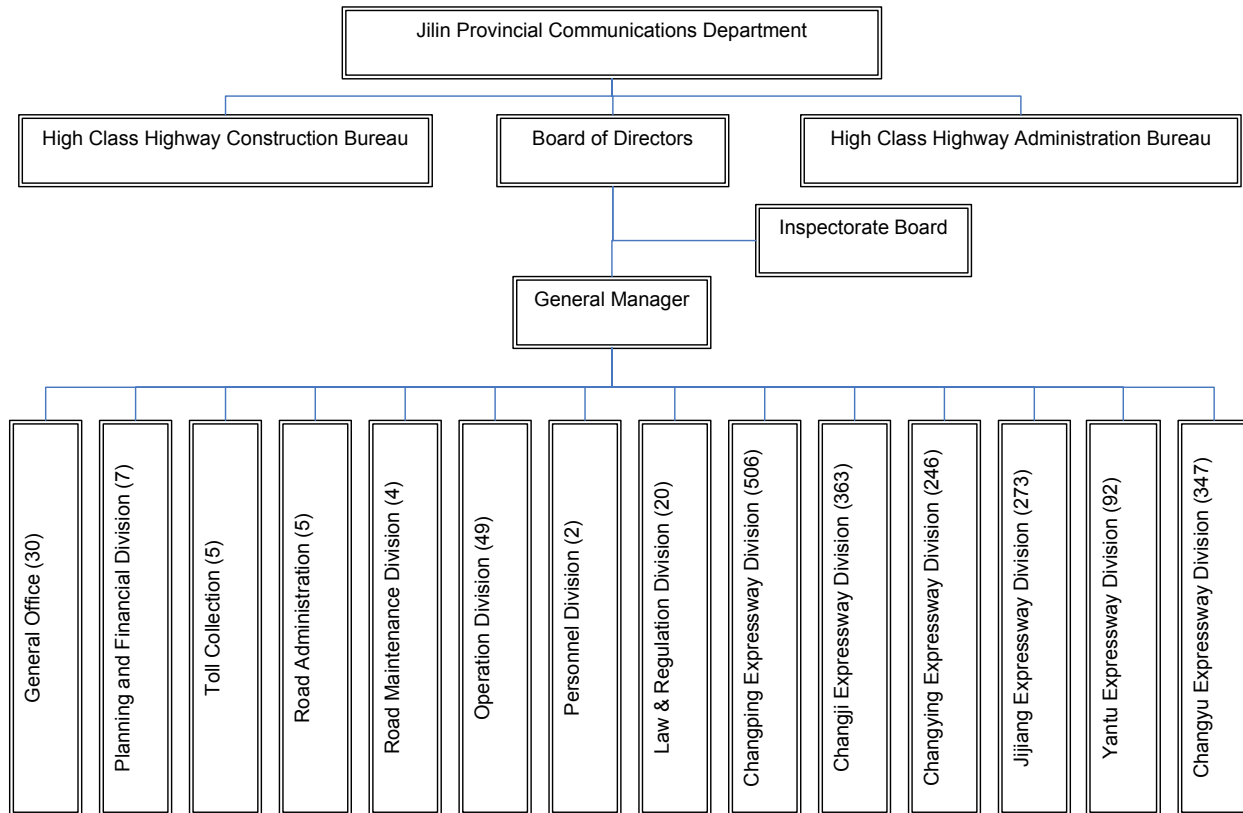 Jilin Provincial Communications Department
High Class Highway Construction Bureau
Board of Directors
High Class Highway Administration Bureau
Inspectorate Board
General Manager
General Office (30)
Planning and Financial Division (7)
Toll Collection (5)
Road Administration (5)
Road Maintenance Division (4)
Operation Division (49)
Personnel Division (2)
Law & Regulation Division (20)
Changping Expressway Division (506)
Changji Expressway Division (363)
Changying Expressway Division (246)
Jijiang Expressway Division (273)
Yantu Expressway Division (92)
Changyu Expressway Division (347)